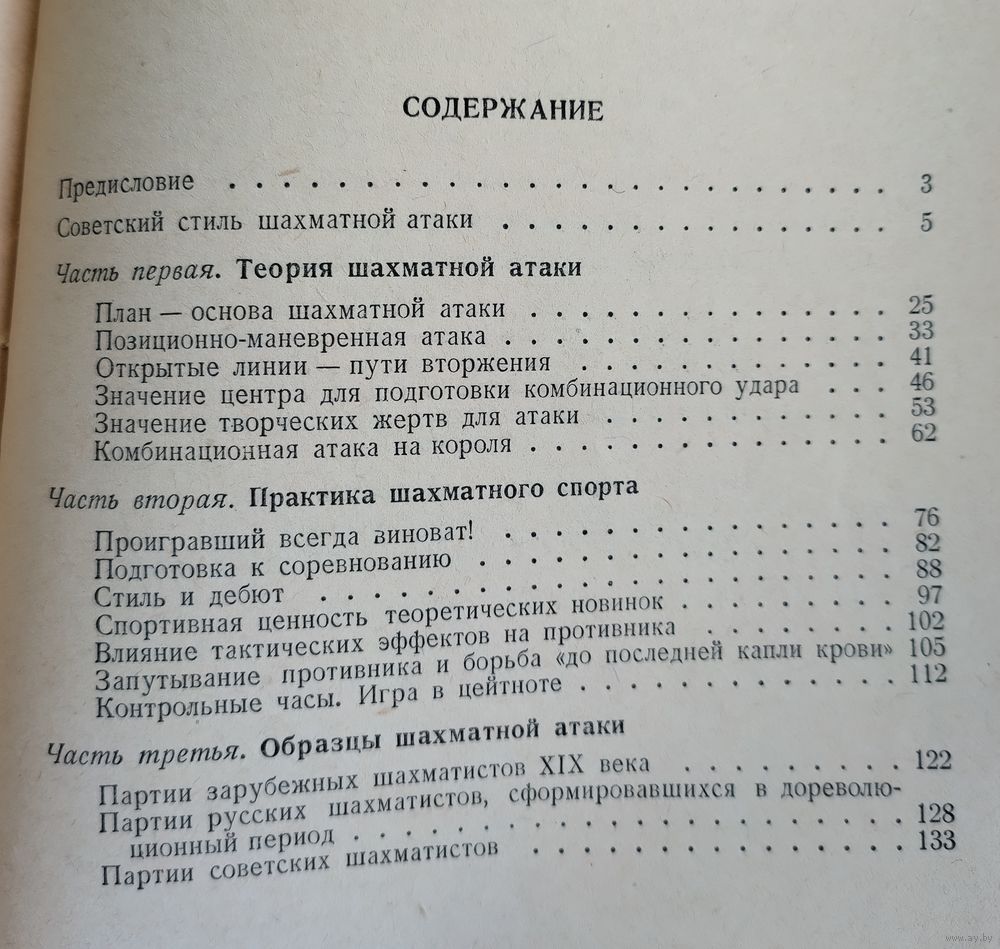 СОДЕРЖАНИЕ
Предисловие . . . . . . . . . . . . . . . . . . . . . . . . . 3
Советский стиль шахматной атаки . . . . . . . . . . . . . . . 5
Часть первая. Теория шахматной атаки
План — основа шахматной атаки . . . . . . . . . . . . . . 25
Позиционно-маневренная атака . . . . . . . . . . . . . 33
Открытые линии — пути вторжения . . . . . . . . . . . . 41
Значение центра для подготовки комбинационного удара . . . 46
Значение творческих жертв для атаки . . . . . . . . . . . 53
Комбинационная атака на короля . . . . . . . . . . . . . . 62
Часть вторая. Практика шахматного спорта
Проигравший всегда виноват! . . . . . . . . . . . . . . . 76
Подготовка к соревнованию . . . . . . . . . . . . . . . . 82
Стиль и дебют . . . . . . . . . . . . . . . . . . . . . . 88
Спортивная ценность теоретических новинок . . . . . . . . . 97
Влияние тактических эффектов на противника . . . . . . . . 102
Запутывание противника и борьба «до последней капли крови» 105
Контрольные часы. Игра в цейтноте . . . . . . . . . . . . 112
Часть третья. Образцы шахматной атаки
Партии зарубежных шахматистов XIX века . . . . . . . . . 122
Партии русских шахматистов, сформировавшихся в дореволю-
ционный период . . . . . . . . . . . . . . . . . . . . . 128
Партии советских шахматистов . . . . . . . . . . . . . . 133
www.ay.by